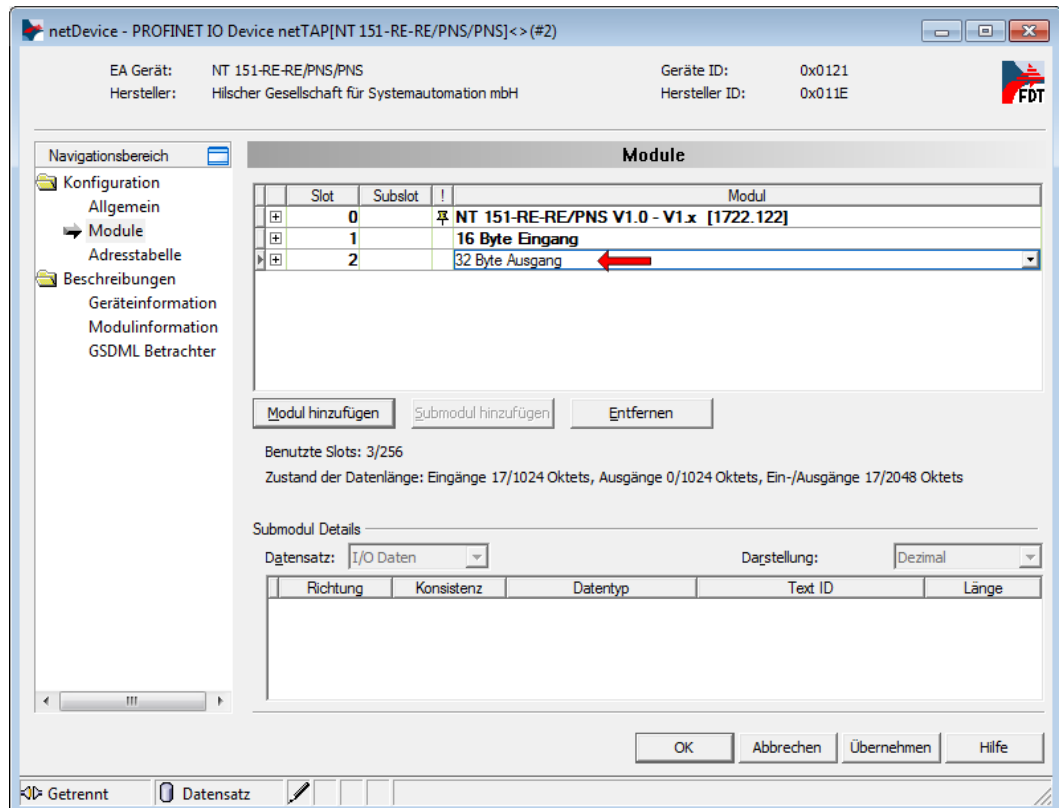 netDevice - PROFINET IO Device netTAP[NT 151-RE-RE/PNS/PNS]<>(#2)
EA Gerät: NT 151-RE-RE/PNS/PNS Geräte ID: 0x0121
Hersteller: Hilscher Gesellschaft für Systemautomation mbH Hersteller ID: 0x011E
FDT
Navigationsbereich
Konfiguration
Allgemein
Module
Adresstabelle
Beschreibungen
Geräteinformation
Modulinformation
GSDML Betrachter
Module
Slot Subslot ! Modul
0 NT 151-RE-RE/PNS V1.0 - V1.x [1722.122]
1 16 Byte Eingang
2 32 Byte Ausgang
Modul hinzufügen Submodul hinzufügen Entfernen
Benutzte Slots: 3/256
Zustand der Datenlänge: Eingänge 17/1024 Oktets, Ausgänge 0/1024 Oktets, Ein-/Ausgänge 17/2048 Oktets
Submodul Details
Datensatz: I/O Daten Darstellung: Dezimal
Richtung Konsistenz Datentyp Text ID Länge
OK Abbrechen Übernehmen Hilfe
Getrennt Datensatz